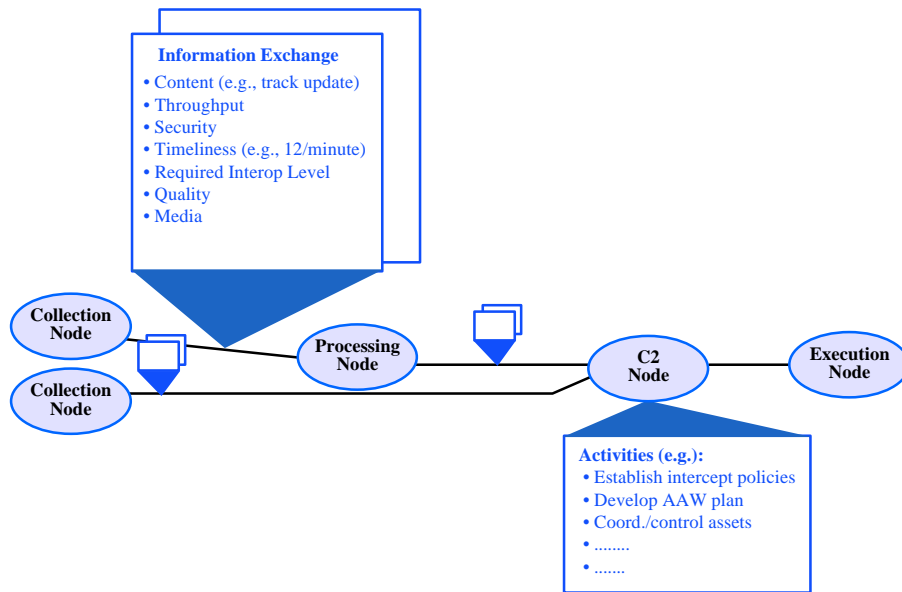 Information Exchange
• Content (e.g., track update)
• Throughput
• Security
• Timeliness (e.g., 12/minute)
• Required Interop Level
• Quality
• Media
Collection
Node
Processing
Node
C2
Node
Execution
Node
Collection
Node
Activities (e.g.):
• Establish intercept policies
• Develop AAW plan
• Coord./control assets
• ........
• .......